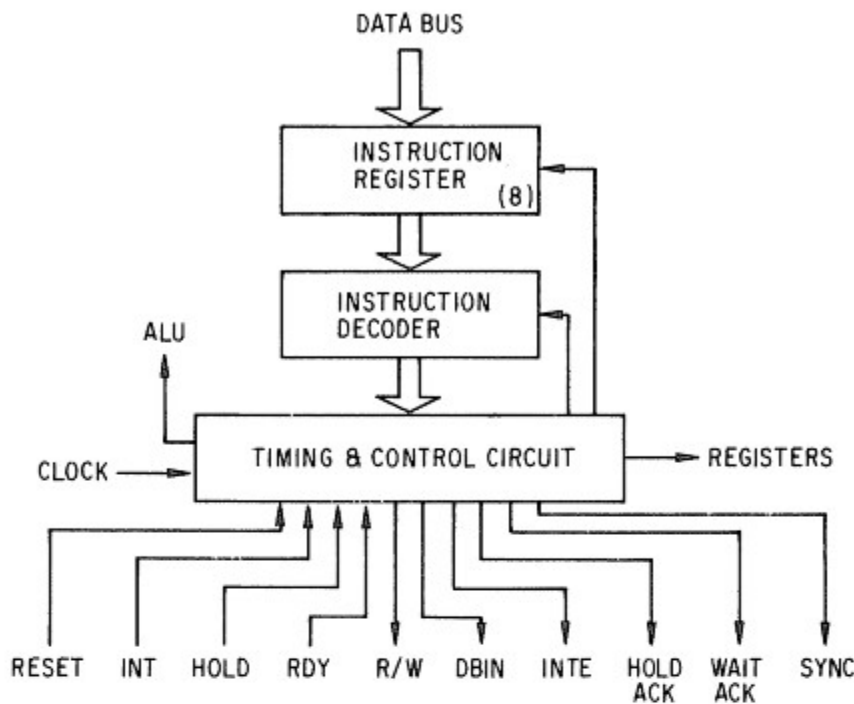 DATA BUS
INSTRUCTION
REGISTER
(8)
INSTRUCTION
DECODER
ALU
TIMING & CONTROL CIRCUIT
CLOCK
REGISTERS
RESET
INT
HOLD
RDY
R/W
DBIN
INTE
HOLD
ACK
WAIT
ACK
SYNC